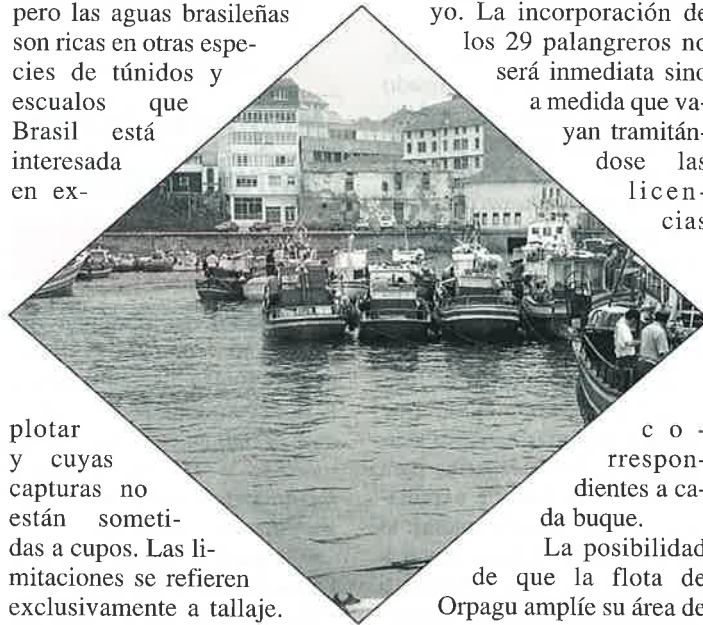 pero las aguas brasileñas
son ricas en otras espe-
cies de túnidos y
escualos que
Brasil está
interesada
en ex-
plotar
y cuyas
capturas no
están someti-
das a cupos. Las li-
mitaciones se refieren
exclusivamente a tallaje.
yo. La incorporación de
los 29 palangreros no
será inmediata sino
a medida que va-
yan tramitán-
dose las
licen-
cias
co-
rrespon-
dientes a ca-
da buque.
La posibilidad
de que la flota de
Orpagu amplíe su área de